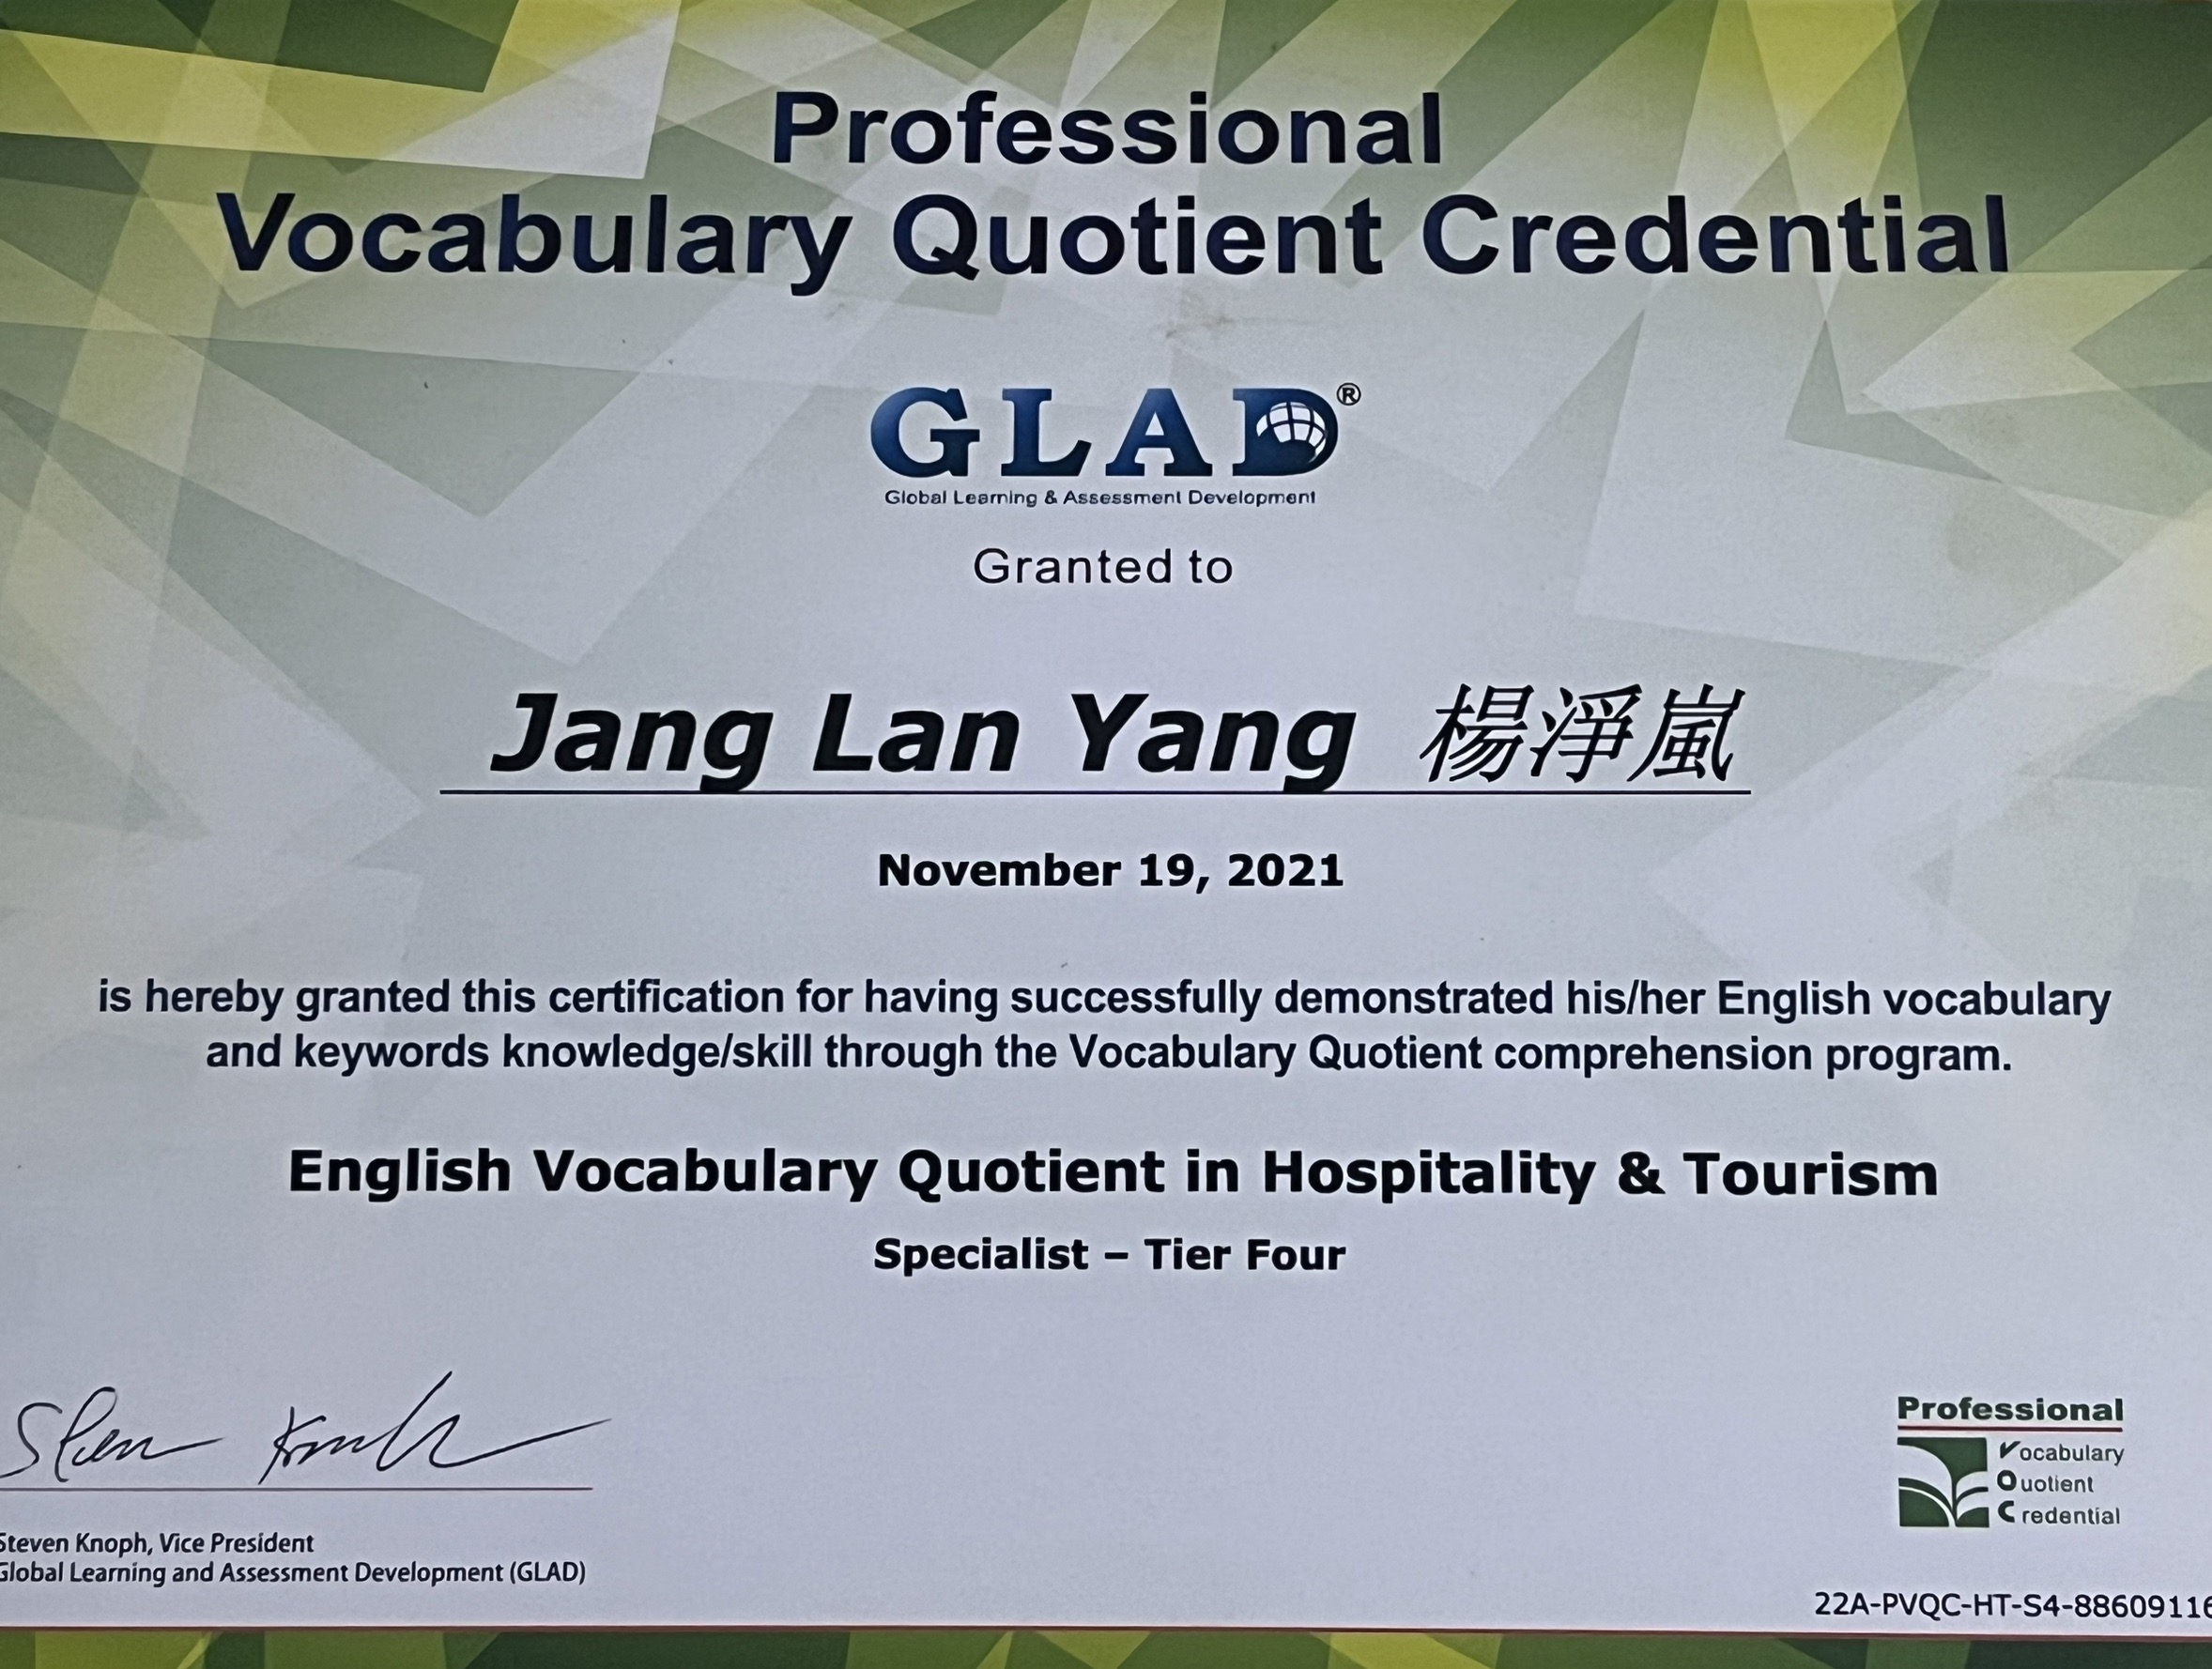 Professional
Vocabulary Quotient Credential
GLAD®
Global Learning & Assessment Development
Granted to
Jang Lan Yang 楊淨嵐
November 19, 2021
is hereby granted this certification for having successfully demonstrated his/her English vocabulary
and keywords knowledge/skill through the Vocabulary Quotient comprehension program.
English Vocabulary Quotient in Hospitality & Tourism
Specialist – Tier Four
Steven Knoph, Vice President
Global Learning and Assessment Development (GLAD)
Professional
Vocabulary
Quotient
Credential
22A-PVQC-HT-S4-88609116